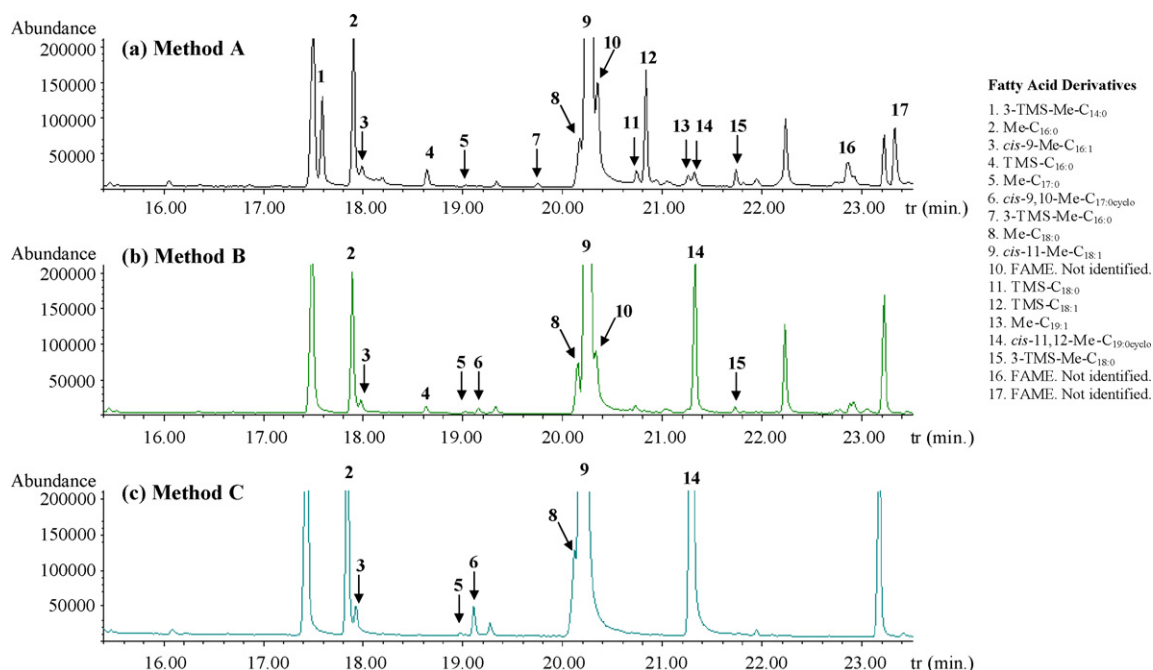 Abundance
(a) Method A
200000
150000
100000
50000
1 2 3 4 5 7 8 9 10 11 12 13 14 15 16 17
16.00 17.00 18.00 19.00 20.00 21.00 22.00 23.00
tr (min.)
Abundance
(b) Method B
200000
150000
100000
50000
2 3 4 5 6 8 9 10 14 15
16.00 17.00 18.00 19.00 20.00 21.00 22.00 23.00
tr (min.)
Abundance
(c) Method C
200000
150000
100000
50000
2 3 5 6 8 9 14
16.00 17.00 18.00 19.00 20.00 21.00 22.00 23.00
tr (min.)
Fatty Acid Derivatives
1. 3-TMS-Me-C14:0
2. Me-C16:0
3. cis-9-Me-C16:1
4. TMS-C16:0
5. Me-C17:0
6. cis-9,10-Me-C17:0cyclo
7. 3-TMS-Me-C16:0
8. Me-C18:0
9. cis-11-Me-C18:1
10. FAME. Not identified.
11. TMS-C18:0
12. TMS-C18:1
13. Me-C19:1
14. cis-11,12-Me-C19:0cyclo
15. 3-TMS-Me-C18:0
16. FAME. Not identified.
17. FAME. Not identified.